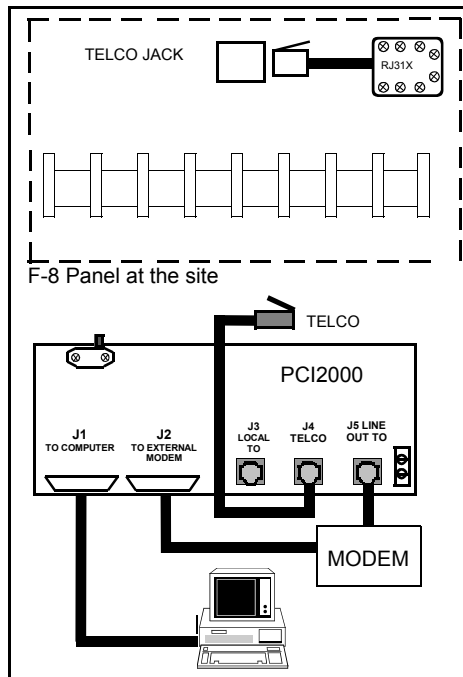 TELCO JACK
RJ31X
F-8 Panel at the site
TELCO
PCI2000
J1
TO COMPUTER
J2
TO EXTERNAL
MODEM
J3
LOCAL
TO
J4
TELCO
J5 LINE
OUT TO
MODEM